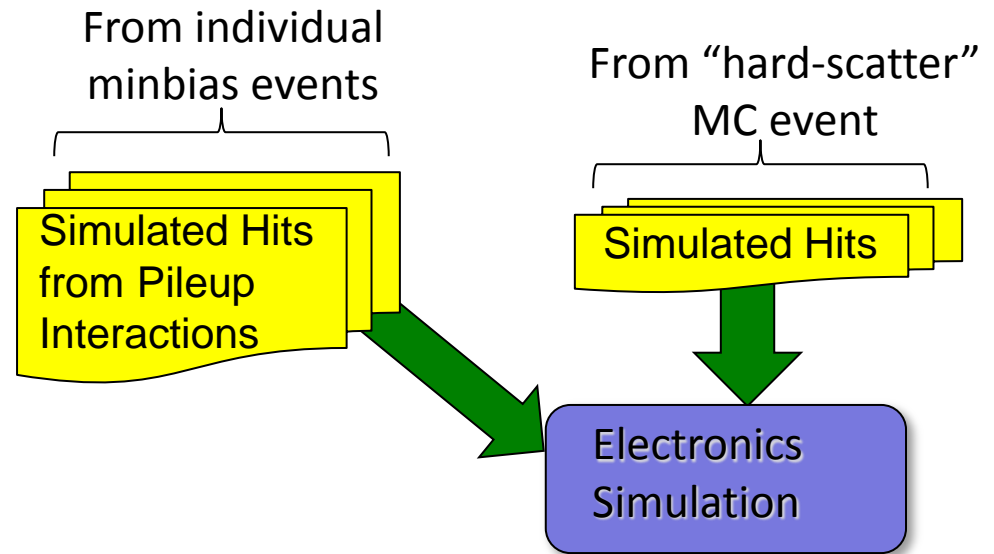 From individual
minbias events
From “hard-scatter”
MC event
Simulated Hits
from Pileup
Interactions
Simulated Hits
Electronics
Simulation